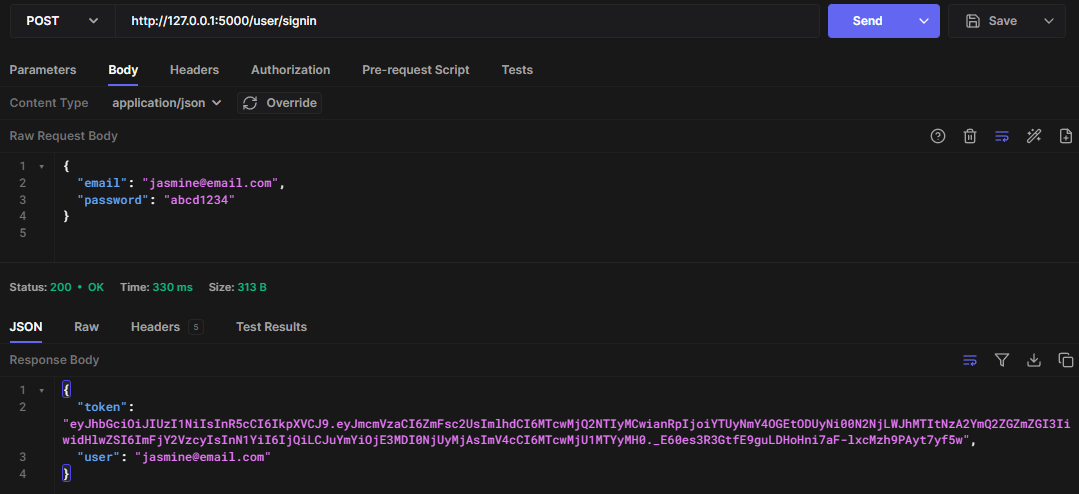 POST http://127.0.0.1:5000/user/signin Send Save
Parameters Body Headers Authorization Pre-request Script Tests
Content Type application/json Override
Raw Request Body
1 {
2 "email": "jasmine@email.com",
3 "password": "abcd1234"
4 }
5
Status: 200 • OK Time: 330 ms Size: 313 B
JSON Raw Headers 5 Test Results
Response Body
1 {
2 "token":
"eyJhbGciOiJIUzI1NiIsInR5cCI6IkpXVCJ9.eyJmcmVzaCI6ZmFsc2UsImlhdCI6MTcwMjQ2NTIyMCwianRpIjoiYTUyNmY4OGEtODUyNi00N2NjLWJhMTItNzA2YmQ2ZGZmZGI3Ii
widHlwZSI6ImFjY2VzcyIsInN1YiI6IjQiLCJuYmYiOjE3MDI0NjUyMjAsImV4cCI6MTcwMjU1MTYyMH0._E60es3R3GtfE9guLDHoHni7aF-lxcMzh9PAyt7yf5w",
3 "user": "jasmine@email.com"
4 }